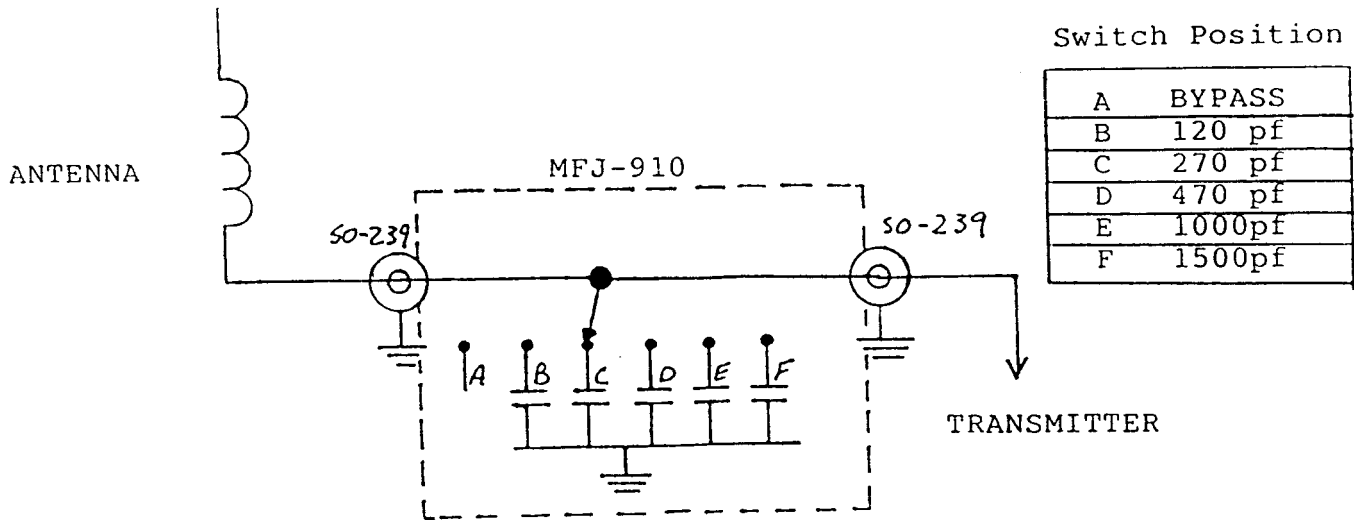 Switch Position
A BYPASS
B 120 pf
C 270 pf
D 470 pf
E 1000pf
F 1500pf
ANTENNA
MFJ-910
SO-239
SO-239
A
B
C
D
E
F
TRANSMITTER